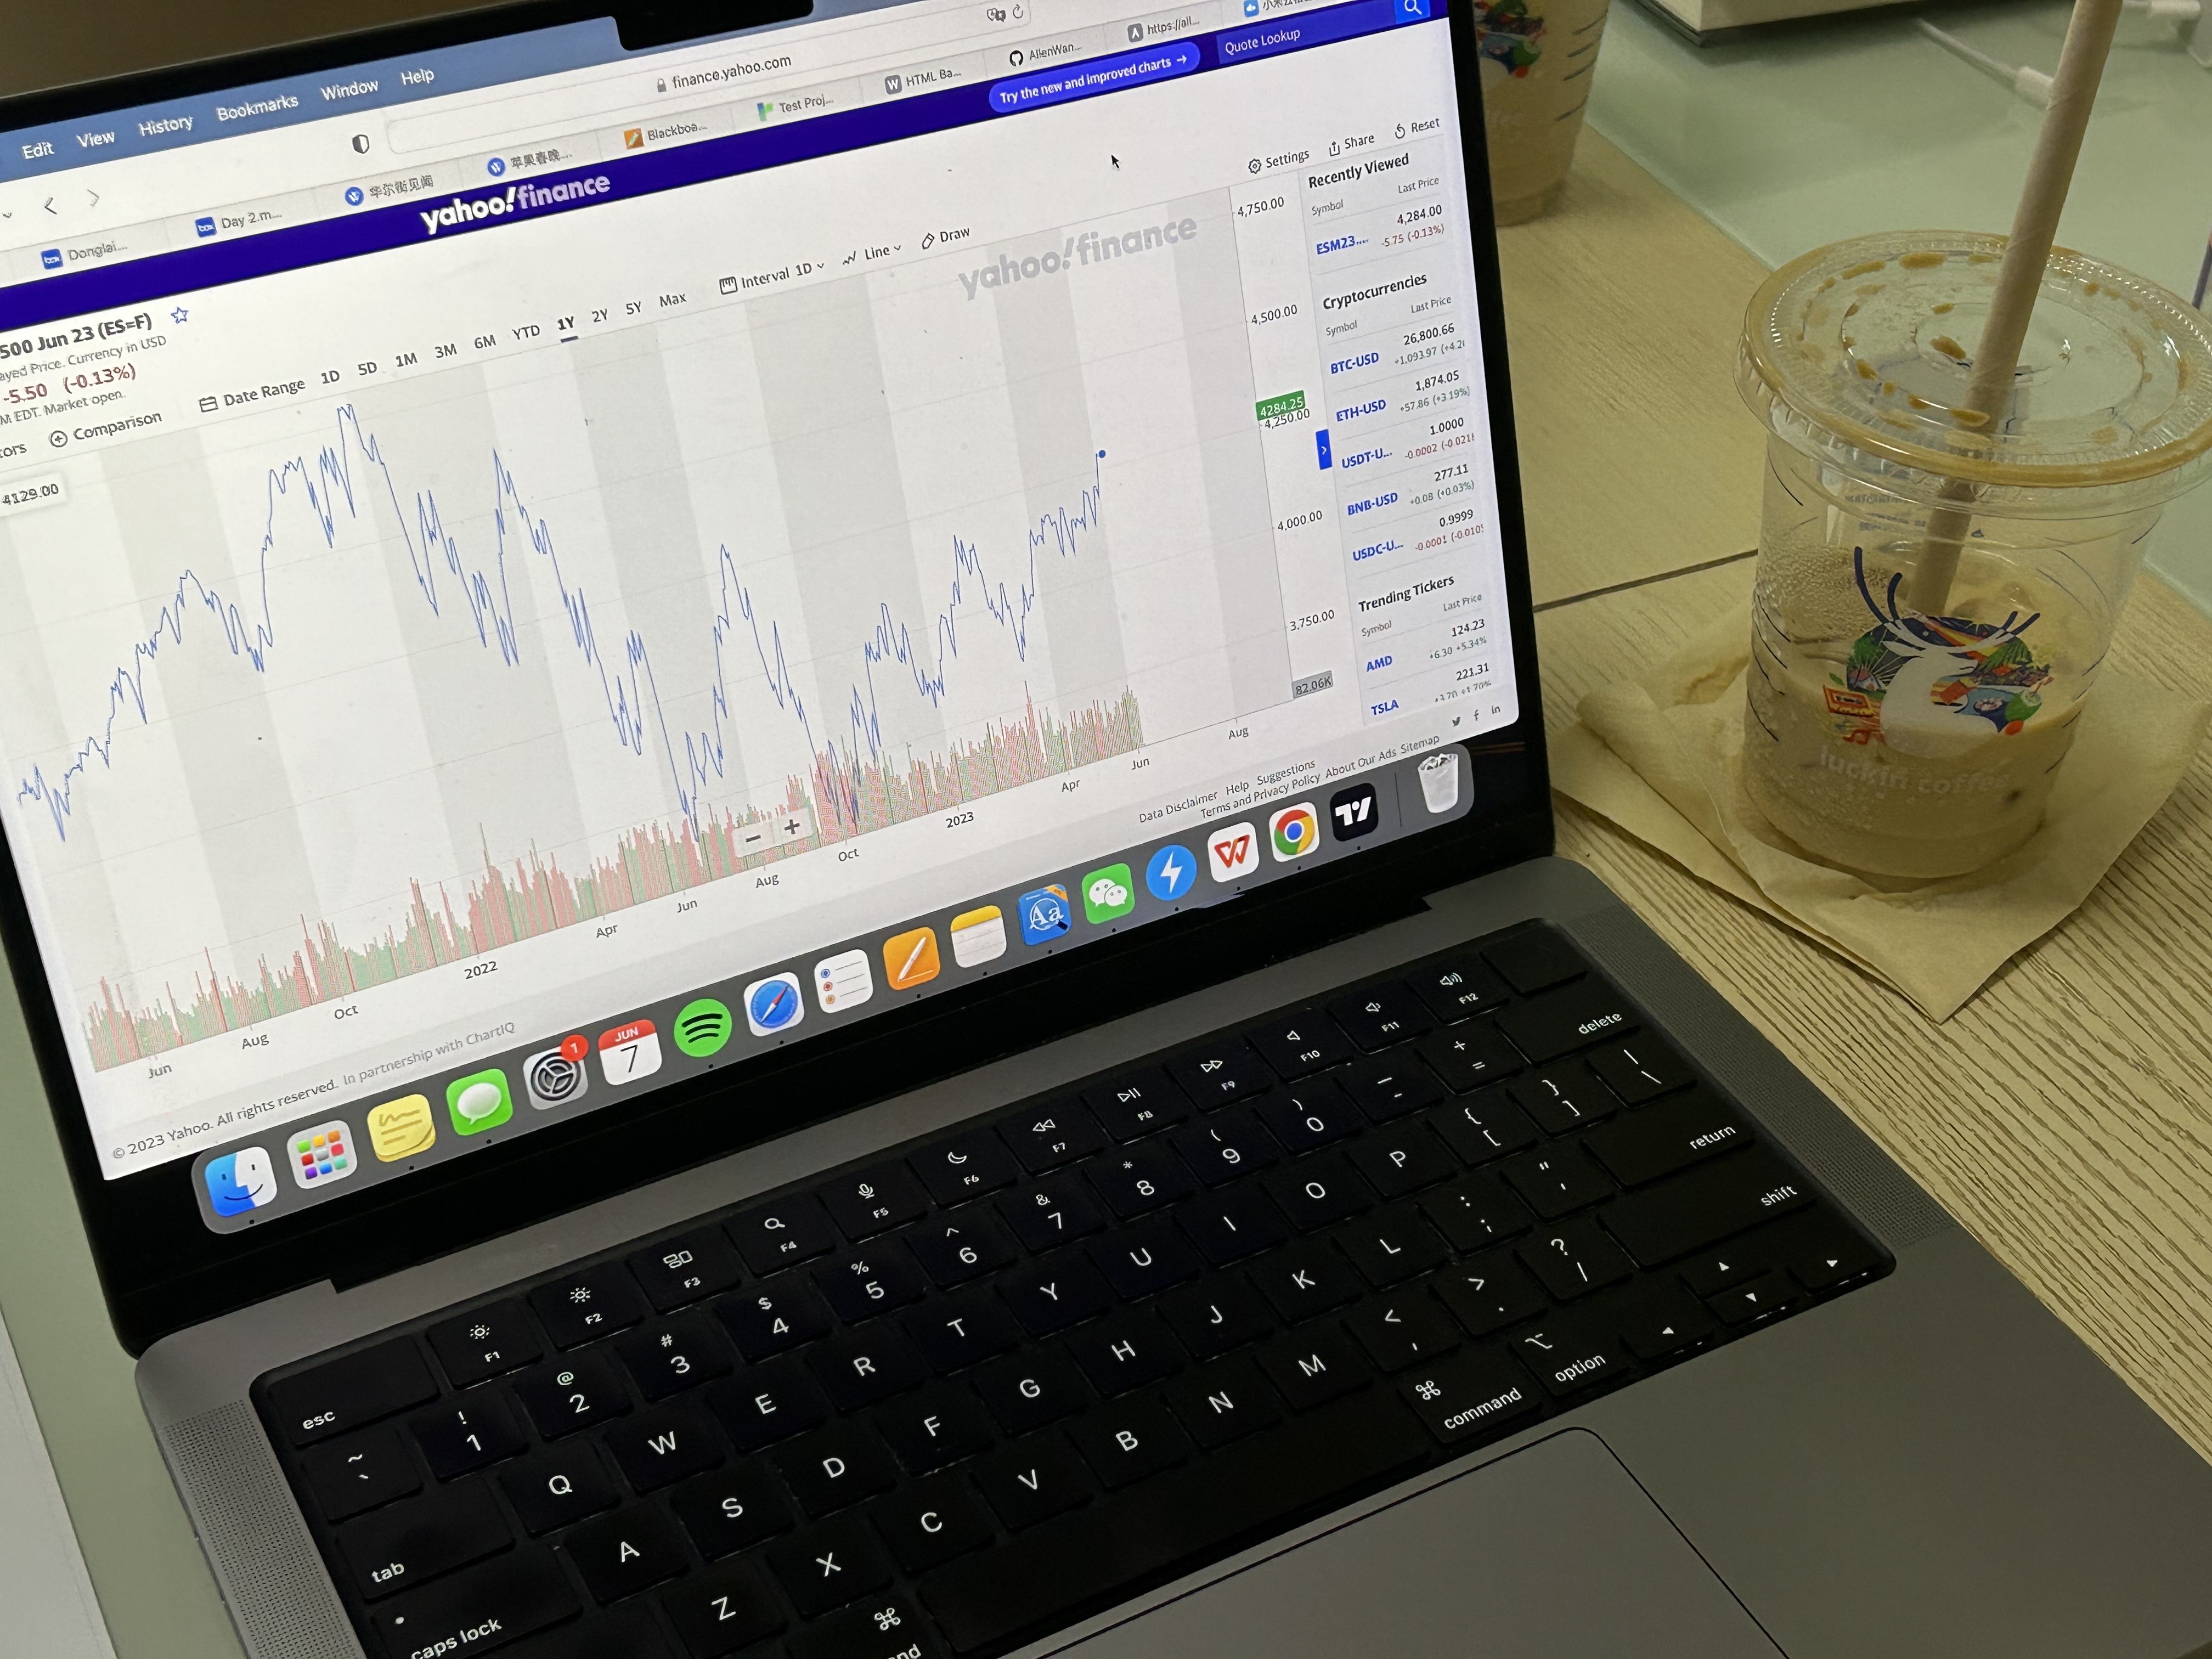 Edit View History Bookmarks Window Help
finance.yahoo.com
Donglai...
Day 2.m...
华尔街见闻
苹果春晚...
Blackboa...
Test Proj...
HTML Ba...
AllenWan...
https://all...
yahoo!finance
Try the new and improved charts →
Quote Lookup
500 Jun 23 (ES=F)
ayed Price. Currency in USD
-5.50 (-0.13%)
M EDT. Market open.
tors
Comparison
Date Range 1D 5D 1M 3M 6M YTD 1Y 2Y 5Y Max
Interval 1D
Line
Draw
Settings
Share
Reset
yahoo!finance
4129.00
4,750.00
4,500.00
4284.25
4,250.00
4,000.00
3,750.00
82.06K
Jun Aug Oct 2022 Apr Jun Aug Oct 2023 Apr Jun Aug
− +
Recently Viewed
Symbol Last Price
ESM23.... 4,284.00
-5.75 (-0.13%)
Cryptocurrencies
Symbol Last Price
BTC-USD 26,800.66
+1,093.97 (+4.2
ETH-USD 1,874.05
+57.86 (+3.19%)
USDT-U... 1.0000
-0.0002 (-0.021
BNB-USD 277.11
+0.08 (+0.03%)
USDC-U... 0.9999
-0.0001 (-0.010
Trending Tickers
Symbol Last Price
AMD 124.23
+6.30 +5.34%
TSLA 221.31
© 2023 Yahoo. All rights reserved. In partnership with ChartIQ
Data Disclaimer Help Suggestions
Terms and Privacy Policy About Our Ads Sitemap
1
JUN
7
Aa
luckin co
esc F1 F2 F3 F4 F5 F6 F7 F8 F9 F10 F11 F12
~ ` ! 1 @ 2 # 3 $ 4 % 5 ^ 6 & 7 * 8 ( 9 ) 0 — - + = delete
tab Q W E R T Y U I O P { [ } ] | \
caps lock A S D F G H J K L : ; " ' return
Z X C V B N M < , > . ? / shift
⌘ nd ⌘ command ⌥ option